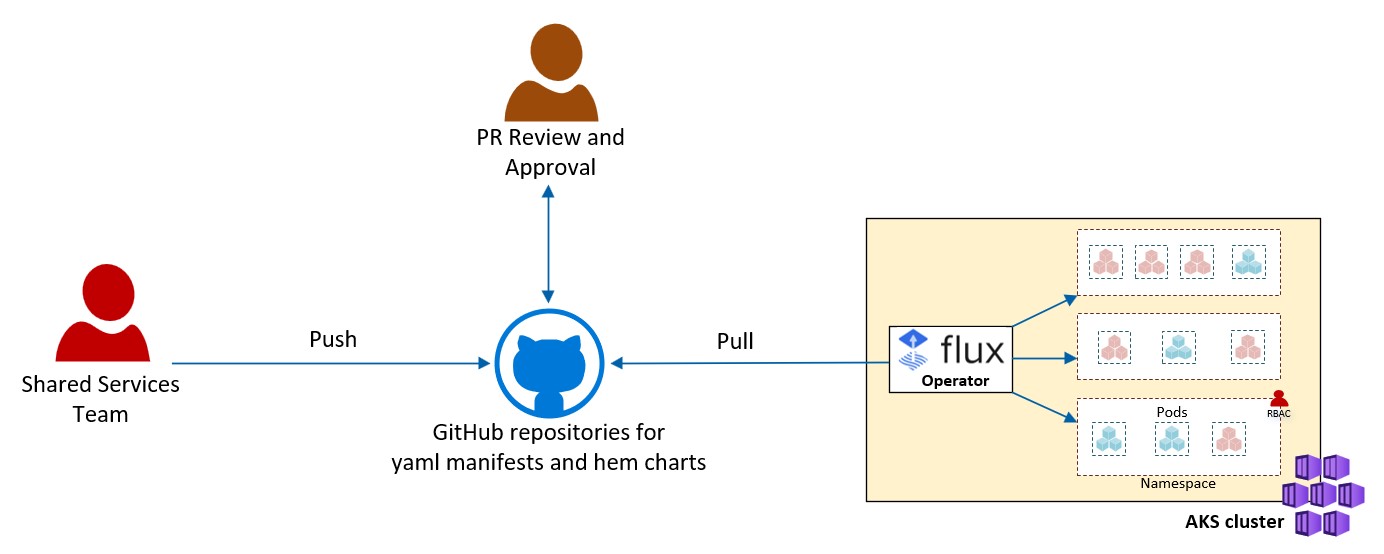 PR Review and
Approval
Push
Pull
Shared Services
Team
GitHub repositories for
yaml manifests and hem charts
flux
Operator
Pods
RBAC
Namespace
AKS cluster